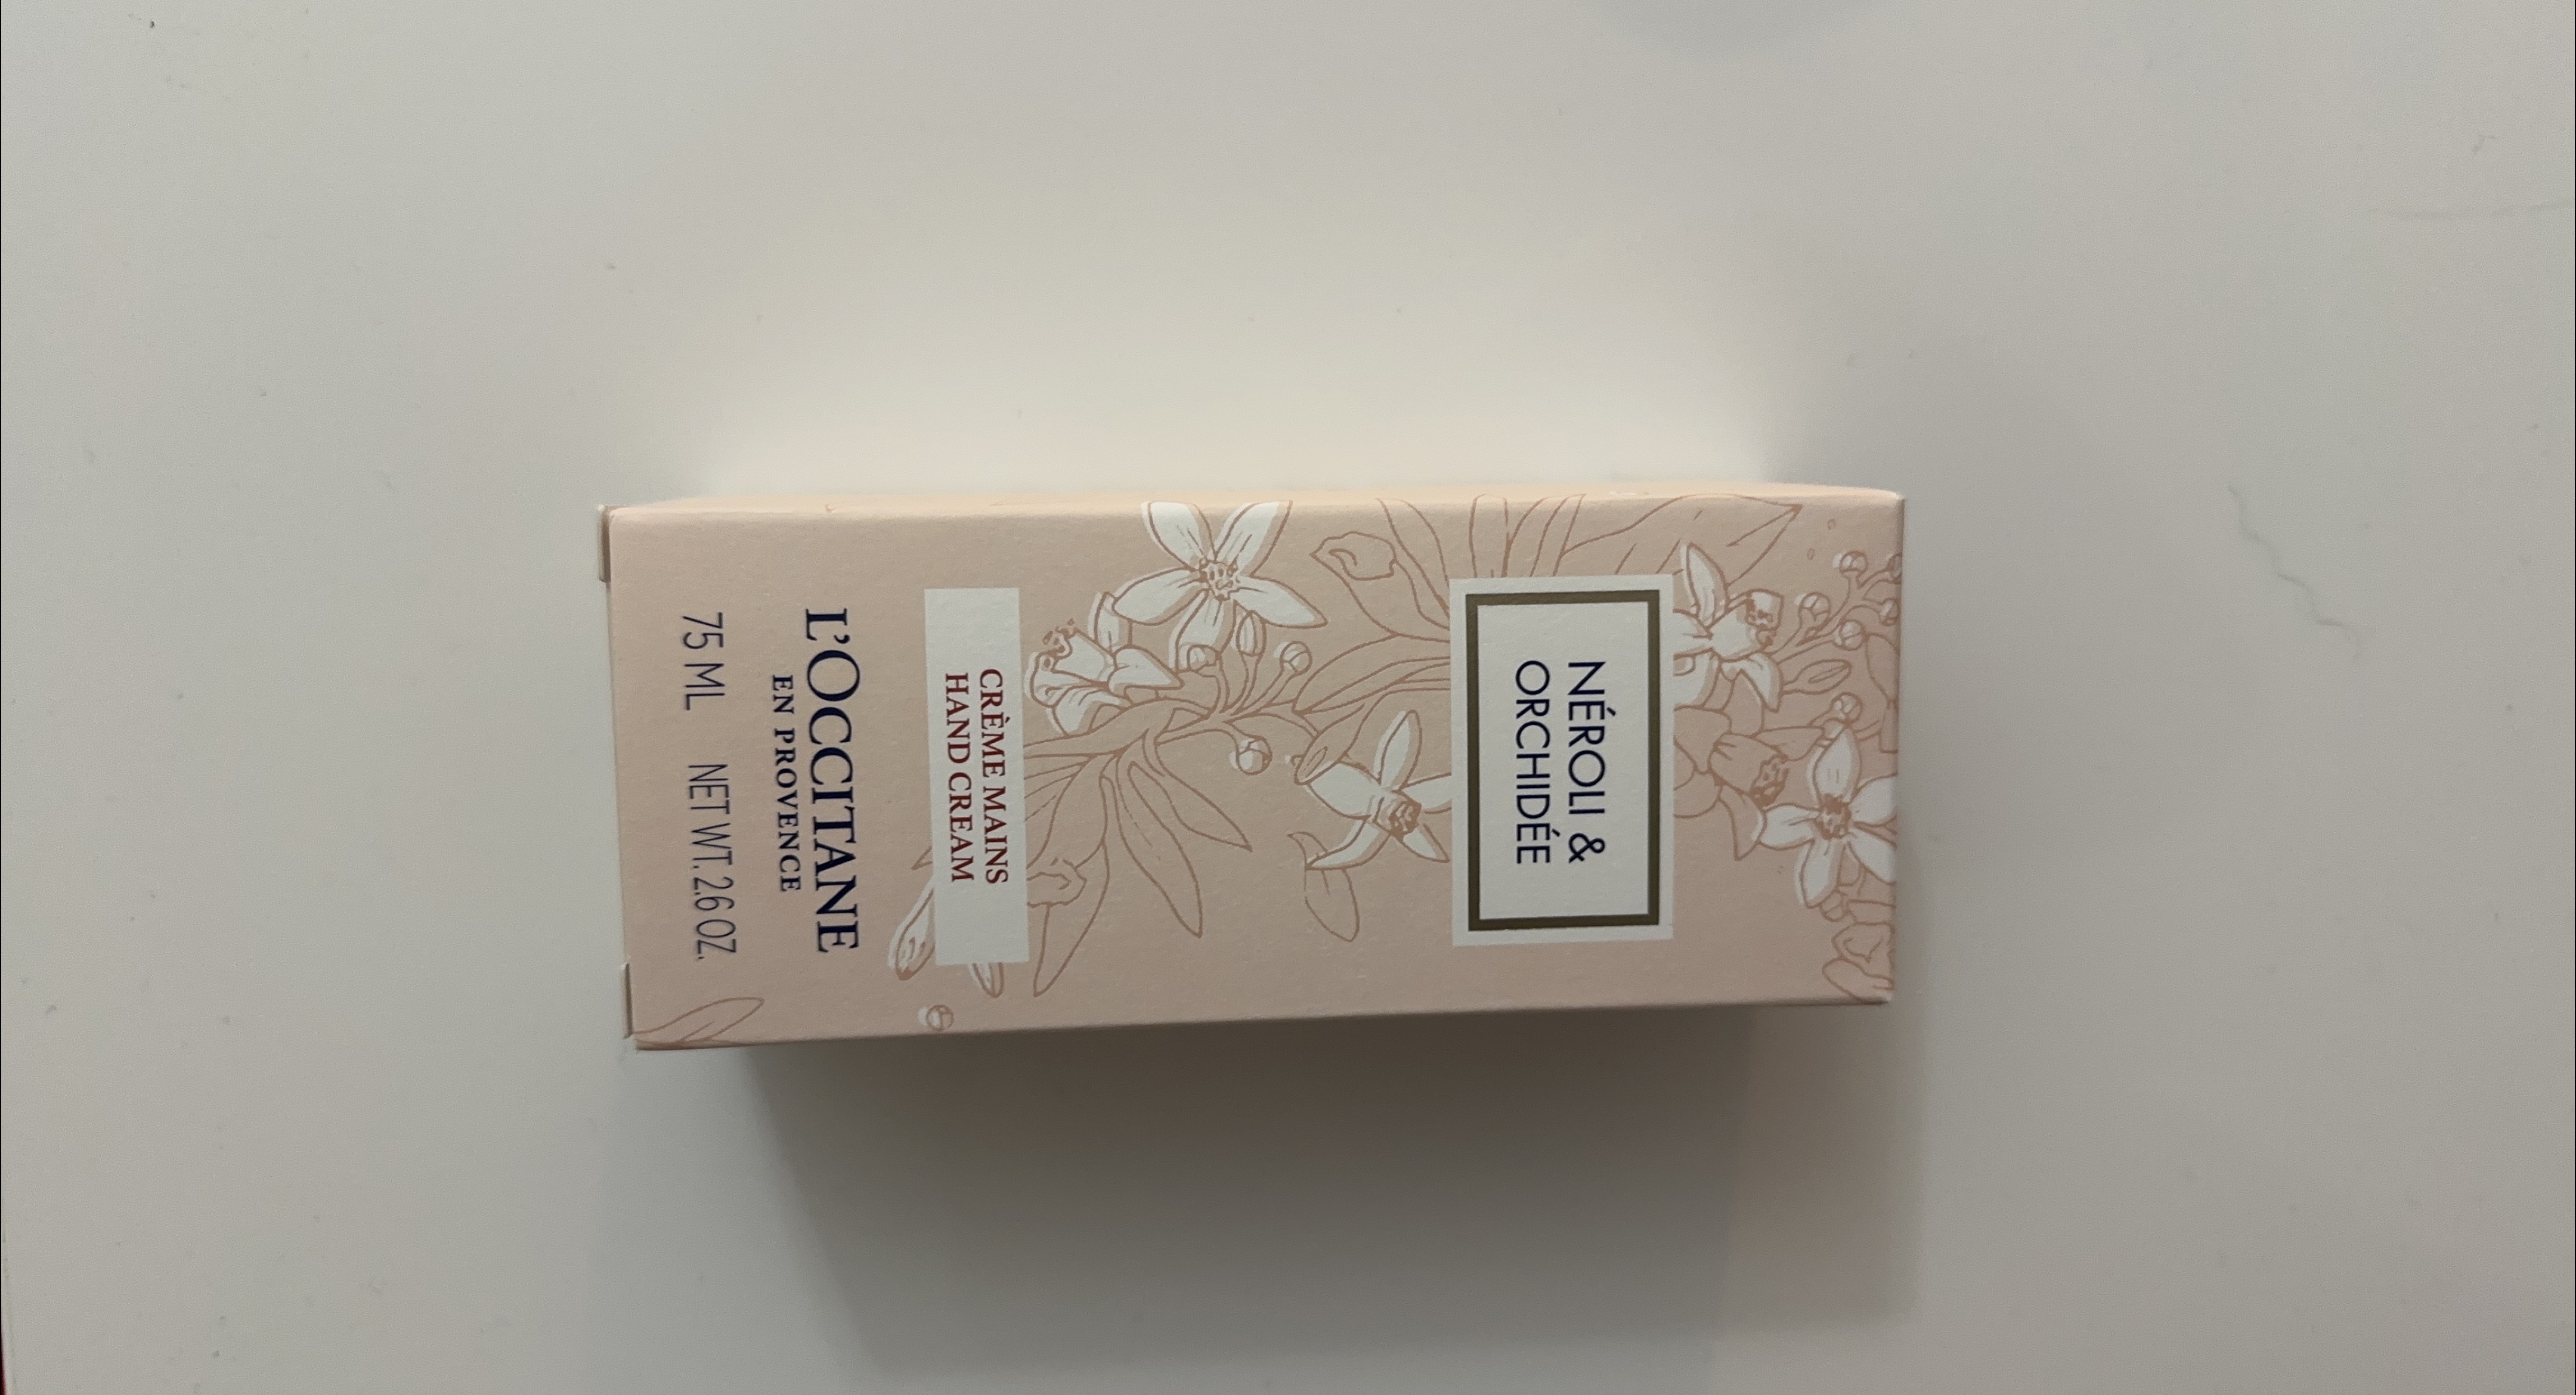 NÉROLI &
ORCHIDÉE
CRÈME MAINS
HAND CREAM
L'OCCITANE
EN PROVENCE
75 ML NET WT. 2.6 OZ.